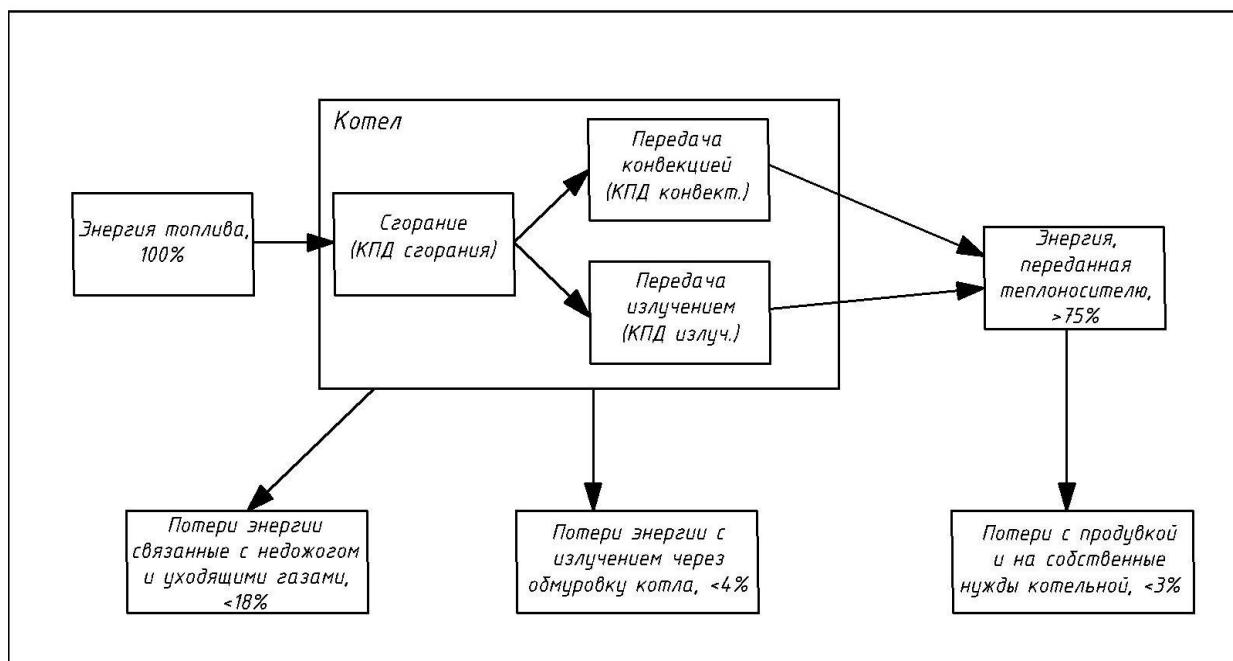 Котел
Передача
конвекцией
(КПД конвект.)
Энергия топлива,
100%
Сгорание
(КПД сгорания)
Передача
излучением
(КПД излуч.)
Энергия,
переданная
теплоносителю,
>75%
Потери энергии
связанные с недожогом
и уходящими газами,
<18%
Потери энергии с
излучением через
обмуровку котла, <4%
Потери с продувкой
и на собственные
нужды котельной, <3%